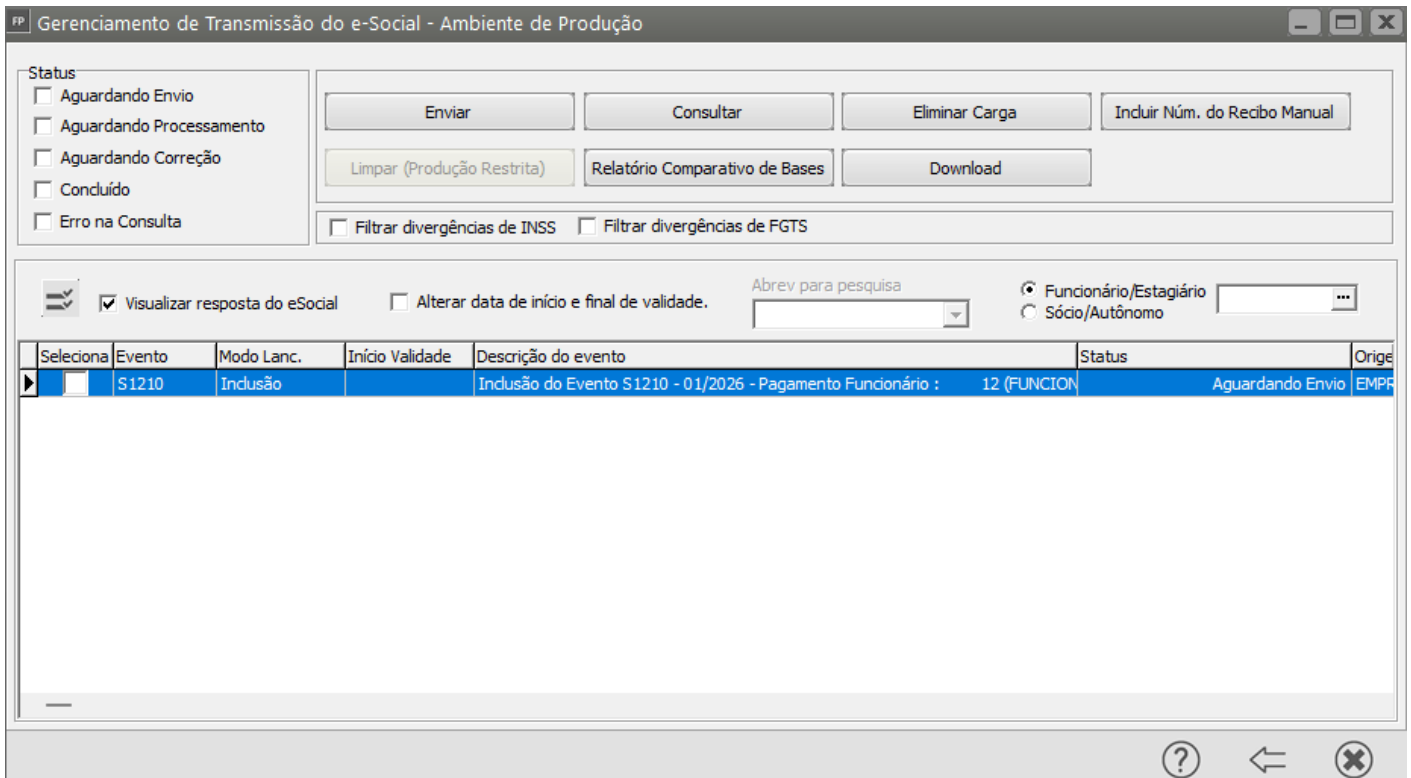 FP Gerenciamento de Transmissão do e-Social - Ambiente de Produção
Status
Aguardando Envio
Aguardando Processamento
Aguardando Correção
Concluído
Erro na Consulta
Enviar Consultar Eliminar Carga Incluir Núm. do Recibo Manual
Limpar (Produção Restrita) Relatório Comparativo de Bases Download
Filtrar divergências de INSS Filtrar divergências de FGTS
Visualizar resposta do eSocial Alterar data de início e final de validade. Abrev para pesquisa Funcionário/Estagiário ...
Sócio/Autônomo
Seleciona Evento Modo Lanc. Início Validade Descrição do evento Status Orige
S1210 Inclusão Inclusão do Evento S1210 - 01/2026 - Pagamento Funcionário : 12 (FUNCION Aguardando Envio EMPR
?